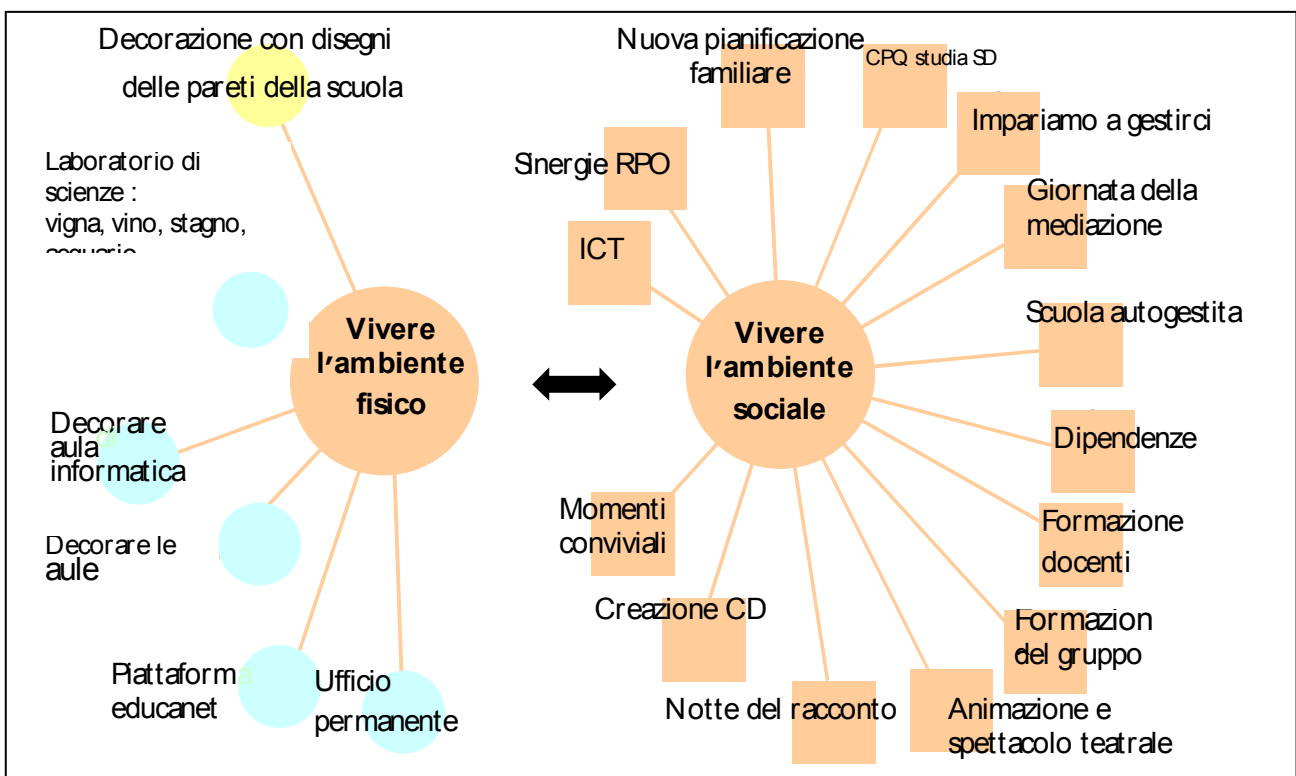 Decorazione con disegni
delle pareti della scuola
Laboratorio di
scienze :
vigna, vino, stagno,
Vivere
l'ambiente
fisico
Decorare
aula di
informatica
Decorare le
aule
Piattaforma
educanet
Ufficio
permanente
Nuova pianificazione
familiare
CPQ studia SD
Impariamo a gestirci
Sinergie RPO
Giornata della
mediazione
ICT
Scuola autogestita
Vivere
l'ambiente
sociale
Dipendenze
Momenti
conviviali
Formazione
docenti
Creazione CD
Formazion
del gruppo
Notte del racconto
Animazione e
spettacolo teatrale